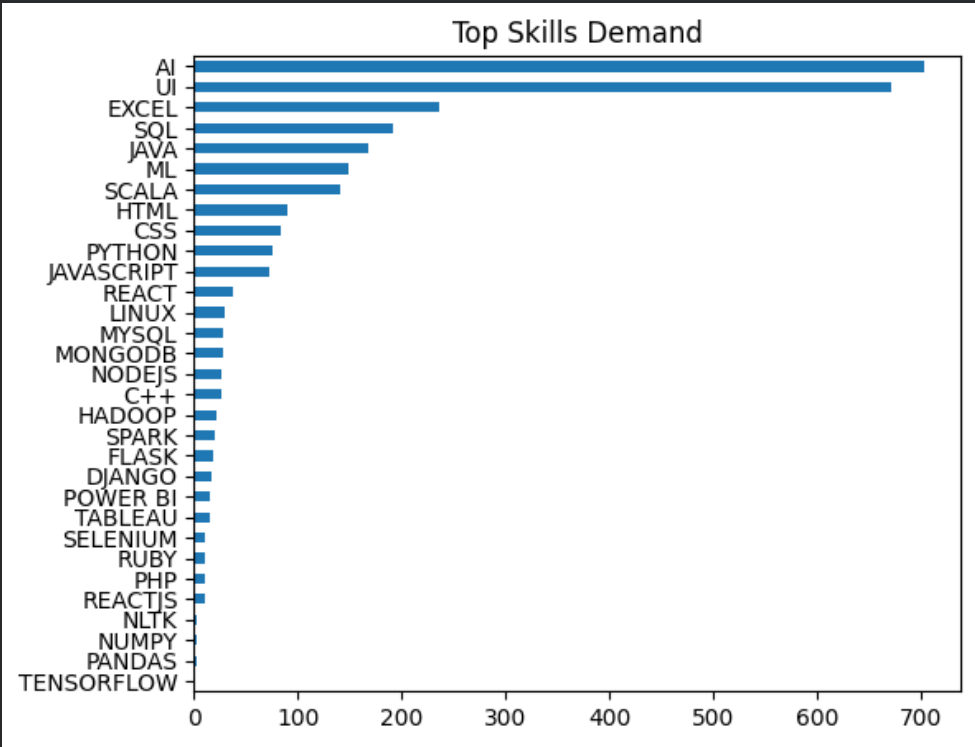 Top Skills Demand
AI
UI
EXCEL
SQL
JAVA
ML
SCALA
HTML
CSS
PYTHON
JAVASCRIPT
REACT
LINUX
MYSQL
MONGODB
NODEJS
C++
HADOOP
SPARK
FLASK
DJANGO
POWER BI
TABLEAU
SELENIUM
RUBY
PHP
REACTJS
NLTK
NUMPY
PANDAS
TENSORFLOW
0 100 200 300 400 500 600 700